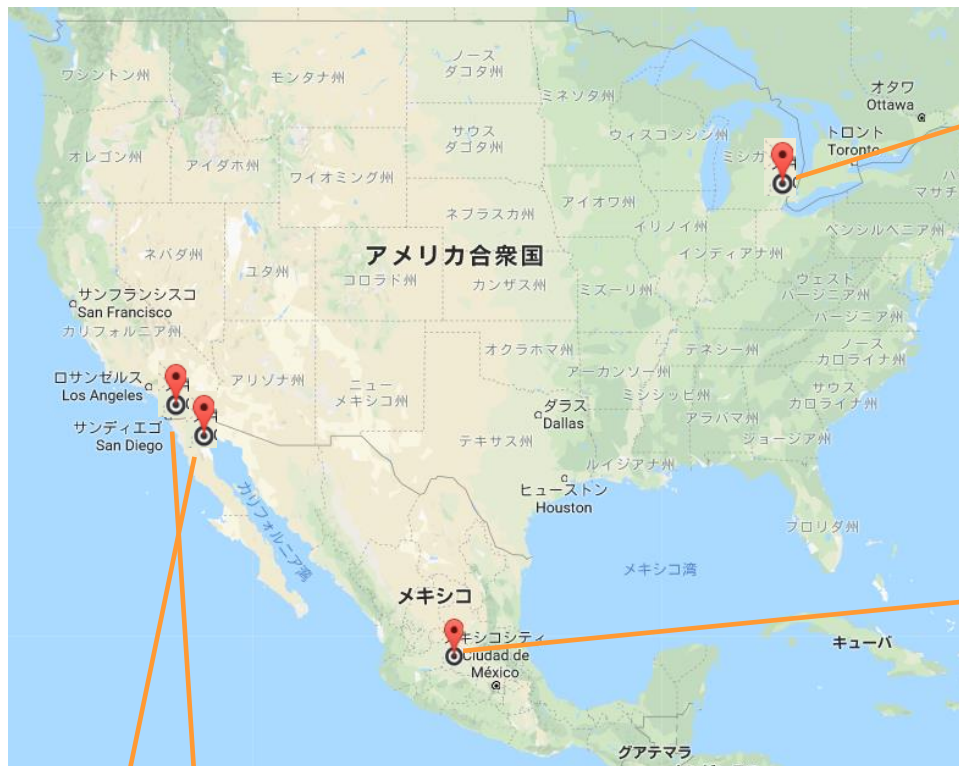 ノース
ダコタ州
ワシントン州
モンタナ州
ミネソタ州
オタワ
Ottawa
サウス
ダコタ州
ウィスコンシン州
トロント
Toronto
オレゴン州
アイダホ州
ワイオミング州
ミシガ
マサチ
アイオワ州
ネブラスカ州
イリノイ州
ペンシルベニア州
ネバダ州
ユタ州
アメリカ合衆国
インディアナ州
コロラド州
カンザス州
ミズーリ州
ウェスト
バージニア州
サンフランシスコ
San Francisco
バージニア州
カリフォルニア州
オクラホマ州
テネシー州
ノース
カロライナ州
ロサンゼルス
Los Angeles
アリゾナ州
ニュー
メキシコ州
アーカンソー州
ミシシッピ州
サウス
カロライナ州
サンディエゴ
San Diego
ダラス
Dallas
アラバマ州
テキサス州
ジョージア州
ルイジアナ州
ヒューストン
Houston
カリフォルニア湾
フロリダ州
メキシコ湾
メキシコ
キシコシティ
Ciudad de
México
キューバ
グアテマラ